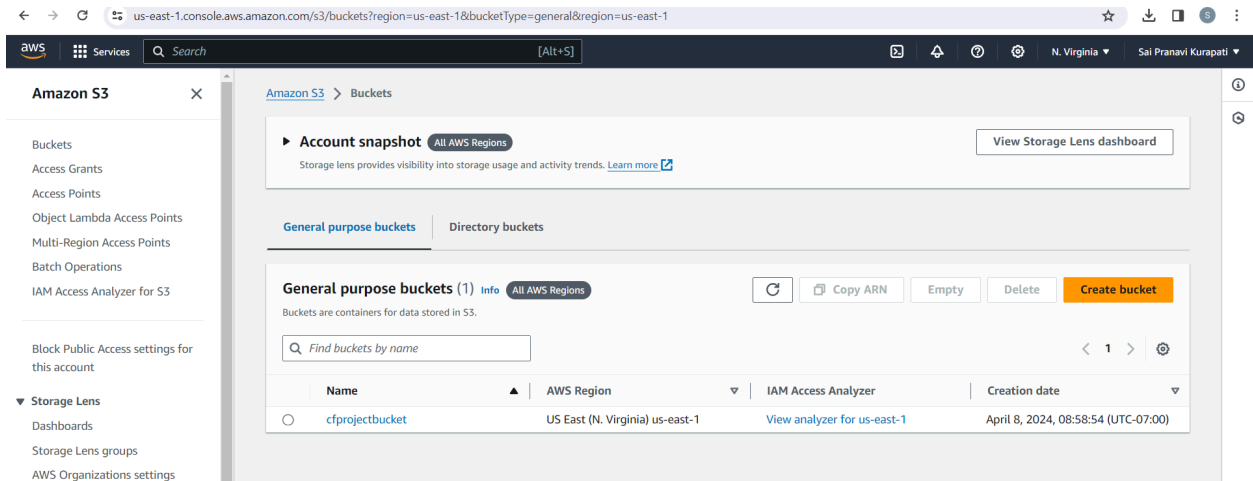 us-east-1.console.aws.amazon.com/s3/buckets?region=us-east-1&bucketType=general&region=us-east-1
S
aws
Services
Search
[Alt+S]
N. Virginia
Sai Pranavi Kurapati
Amazon S3
Buckets
Access Grants
Access Points
Object Lambda Access Points
Multi-Region Access Points
Batch Operations
IAM Access Analyzer for S3
Block Public Access settings for
this account
Storage Lens
Dashboards
Storage Lens groups
AWS Organizations settings
Amazon S3 > Buckets
Account snapshot All AWS Regions
View Storage Lens dashboard
Storage lens provides visibility into storage usage and activity trends. Learn more
General purpose buckets
Directory buckets
General purpose buckets (1) Info All AWS Regions
Buckets are containers for data stored in S3.
Copy ARN
Empty
Delete
Create bucket
Find buckets by name
1
Name AWS Region IAM Access Analyzer Creation date
cfprojectbucket US East (N. Virginia) us-east-1 View analyzer for us-east-1 April 8, 2024, 08:58:54 (UTC-07:00)